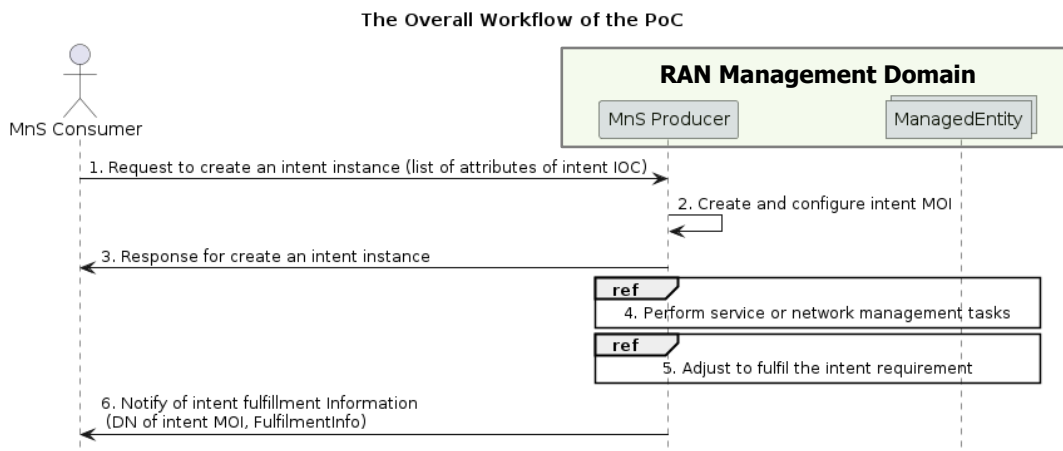 The Overall Workflow of the PoC
RAN Management Domain
MnS Consumer
MnS Producer
ManagedEntity
1. Request to create an intent instance (list of attributes of intent IOC)
2. Create and configure intent MOI
3. Response for create an intent instance
ref
4. Perform service or network management tasks
ref
5. Adjust to fulfil the intent requirement
6. Notify of intent fulfillment Information
(DN of intent MOI, FulfilmentInfo)